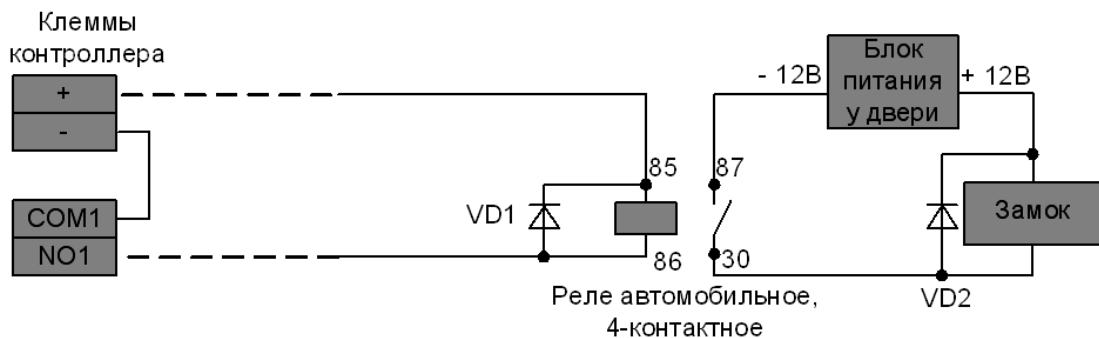 Клеммы
контроллера
+
-
COM1
NO1
VD1
85
86
87
30
Реле автомобильное,
4-контактное
- 12В
Блок
питания
у двери
+ 12В
Замок
VD2